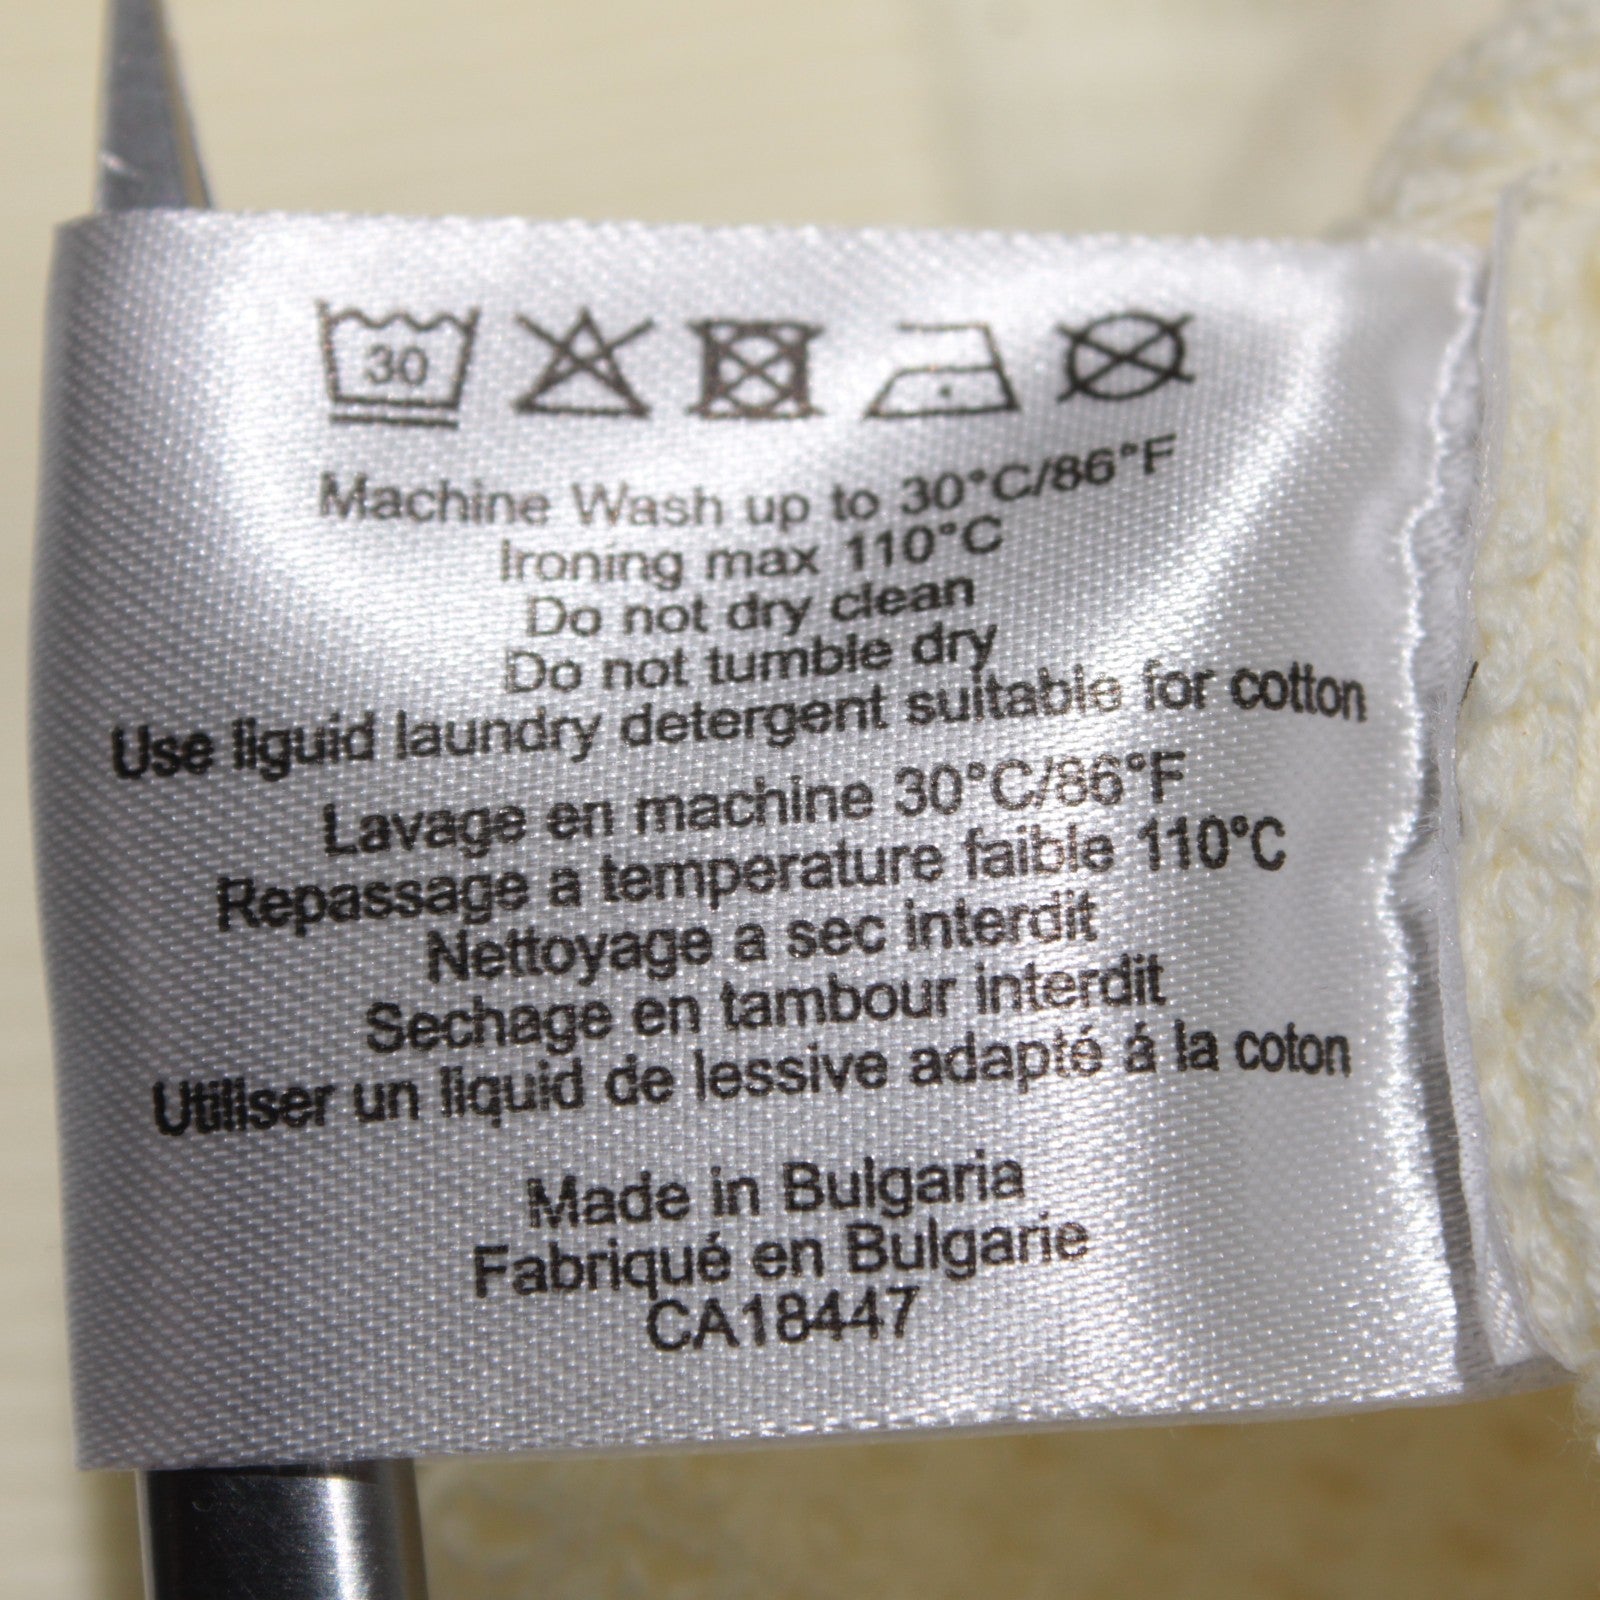 30
Machine Wash up to 30°C/86°F
Ironing max 110°C
Do not dry clean
Do not tumble dry
Use liguid laundry detergent suitable for cotton
Lavage en machine 30°C/86°F
Repassage a temperature faible 110°C
Nettoyage a sec interdit
Sechage en tambour interdit
Utiliser un liquid de lessive adapté á la coton
Made in Bulgaria
Fabriqué en Bulgarie
CA18447